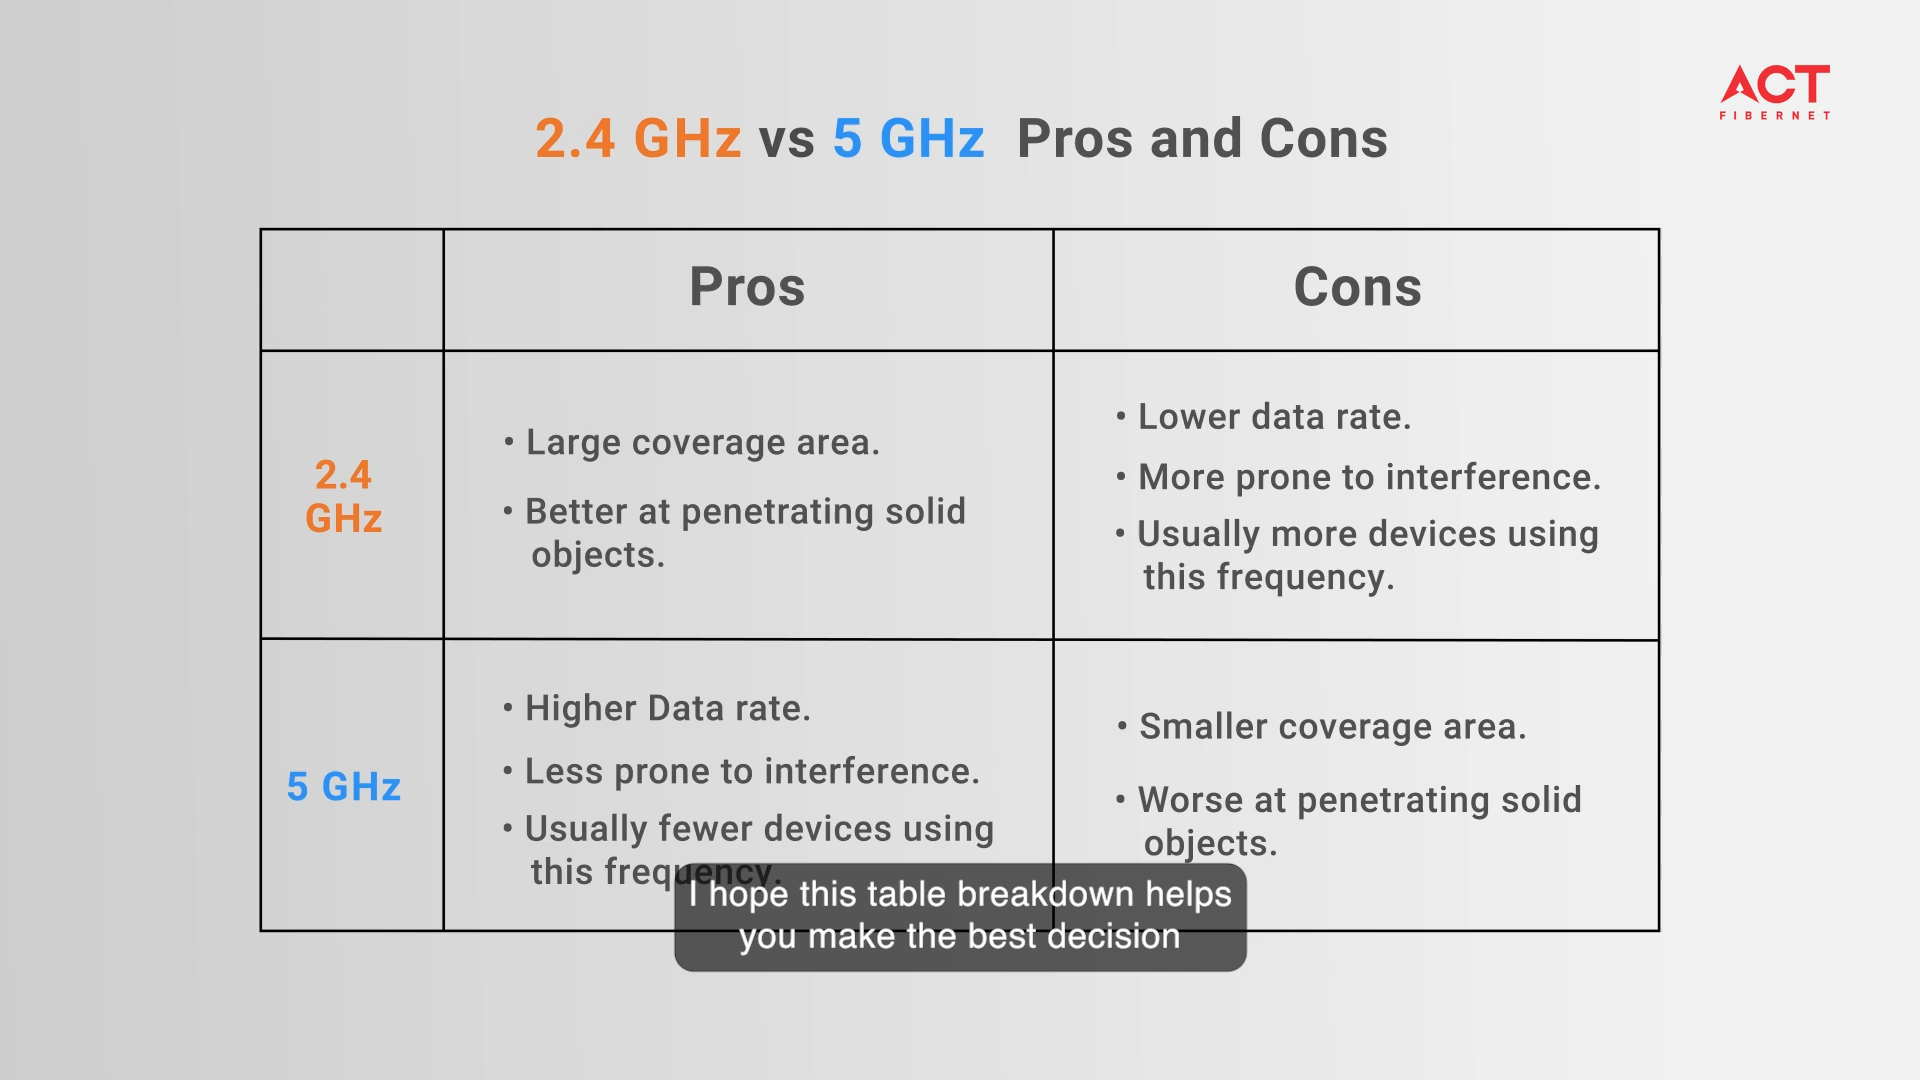 ACT
FIBERNET
2.4 GHz vs 5 GHz Pros and Cons
Pros
Cons
2.4
GHz
• Large coverage area.
• Better at penetrating solid
objects.
• Lower data rate.
• More prone to interference.
• Usually more devices using
this frequency.
5 GHz
• Higher Data rate.
• Less prone to interference.
• Usually fewer devices using
this frequency.
• Smaller coverage area.
• Worse at penetrating solid
objects.
I hope this table breakdown helps
you make the best decision